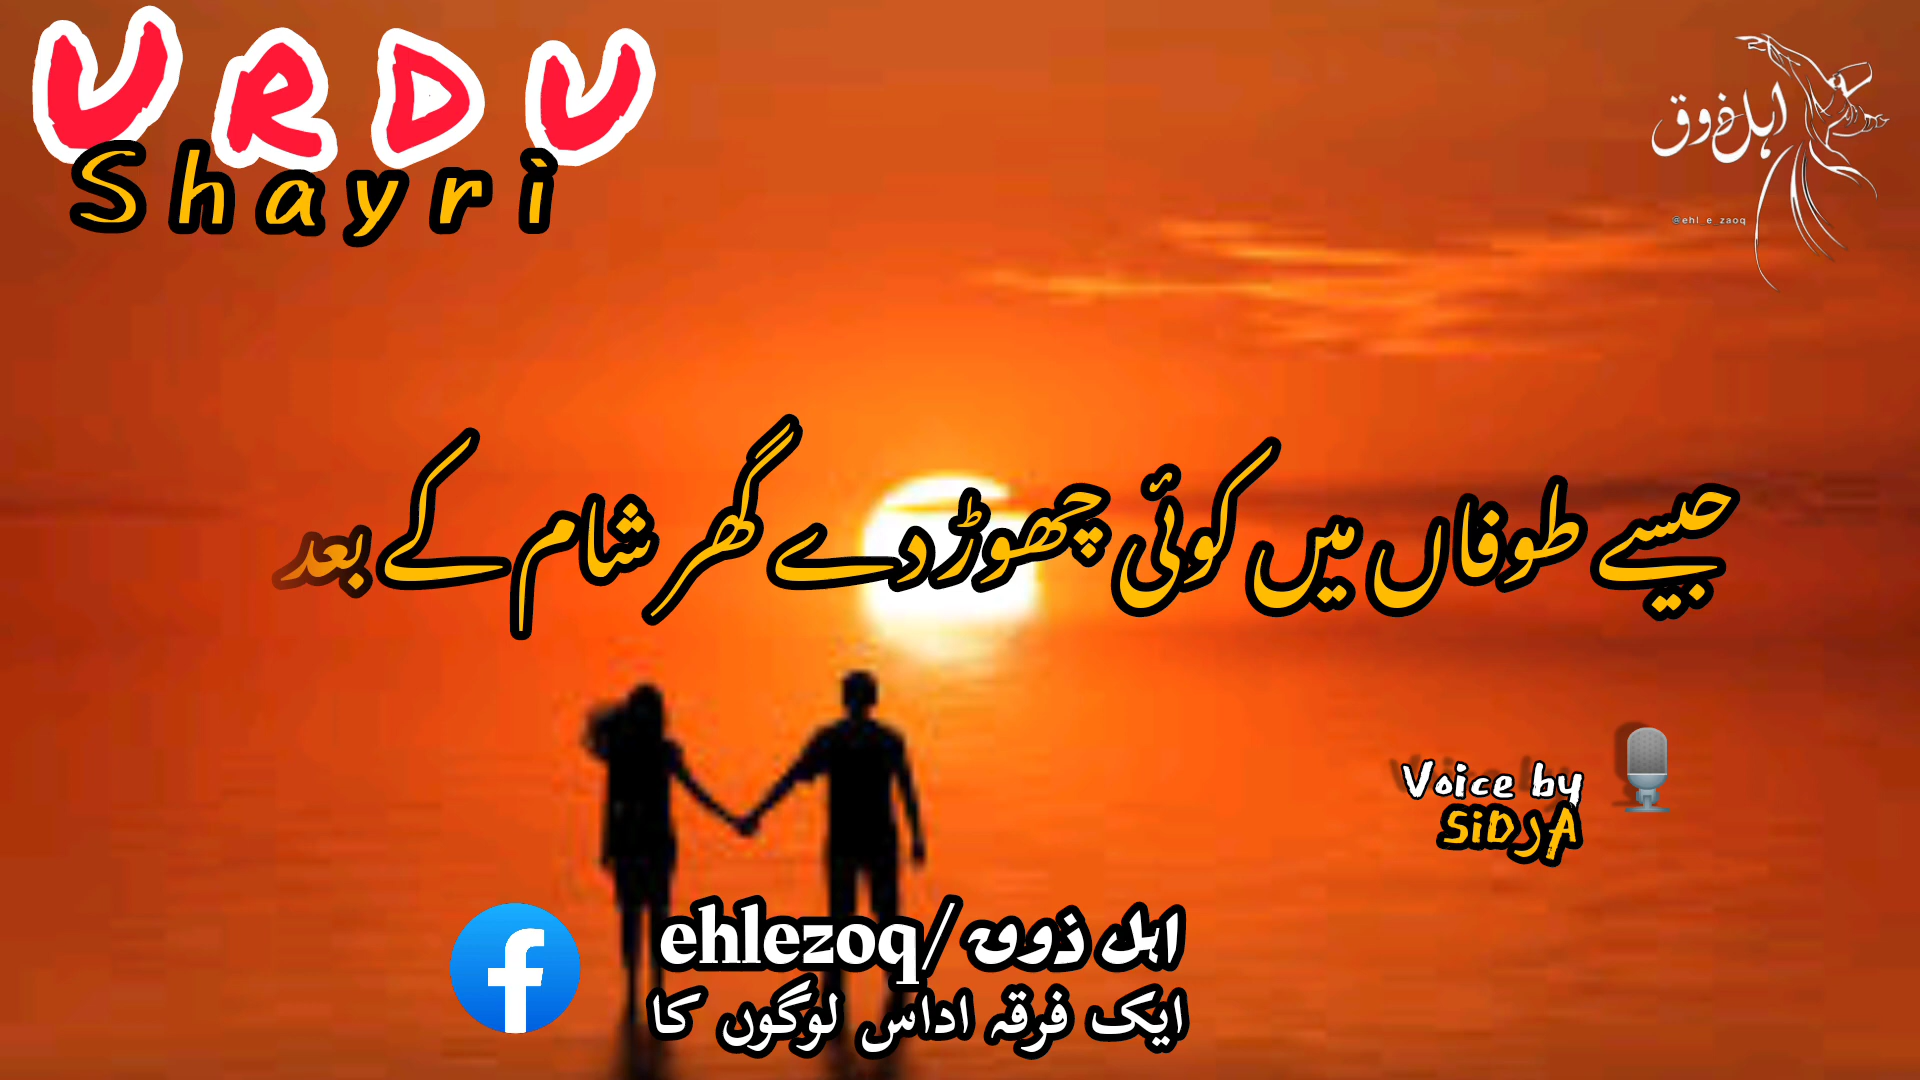 URDU
Shayri
اہل ذوق
@ehl_e_zaoq
جیسے طوفاں میں کوئی چھوڑ دے گھر شام کے بعد
Voice by
SiDرA
ehlezoq/ اہل ذوق
ایک فرقہ اداس لوگوں کا